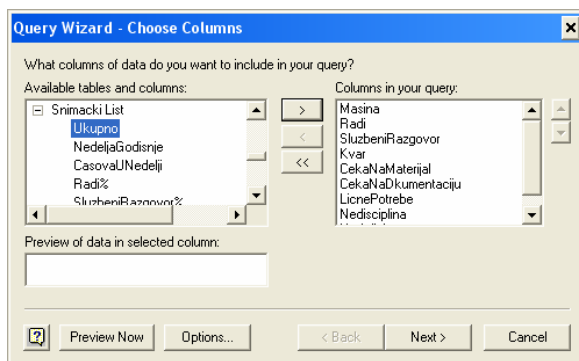 Query Wizard - Choose Columns
What columns of data do you want to include in your query?
Available tables and columns:
Columns in your query:
Snimacki List
Ukupno
NedeljaGodisnje
CasovaUNedelji
Radi%
SluzbeniRazgovor%
>
<
<<
Masina
Radi
SluzbeniRazgovor
Kvar
CekaNaMaterijal
CekaNaDkumentaciju
LicnePotrebe
Nedisciplina
Preview of data in selected column:
Preview Now
Options...
< Back
Next >
Cancel